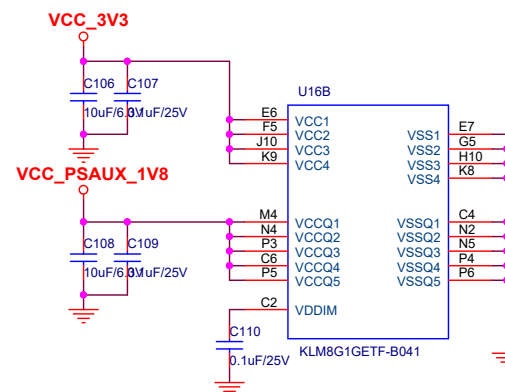 VCC_3V3
C106
C107
10uF/6.3V
0.1uF/25V
U16B
E6
VCC1
F5
VCC2
J10
VCC3
K9
VCC4
VSS1
E7
VSS2
G5
VSS3
H10
VSS4
K8
VCC_PSAUX_1V8
C108
C109
10uF/6.3V
0.1uF/25V
M4
VCCQ1
N4
VCCQ2
P3
VCCQ3
C6
VCCQ4
P5
VCCQ5
VSSQ1
C4
VSSQ2
N2
VSSQ3
N5
VSSQ4
P4
VSSQ5
P6
C2
VDDIM
C110
0.1uF/25V
KLM8G1GETF-B041